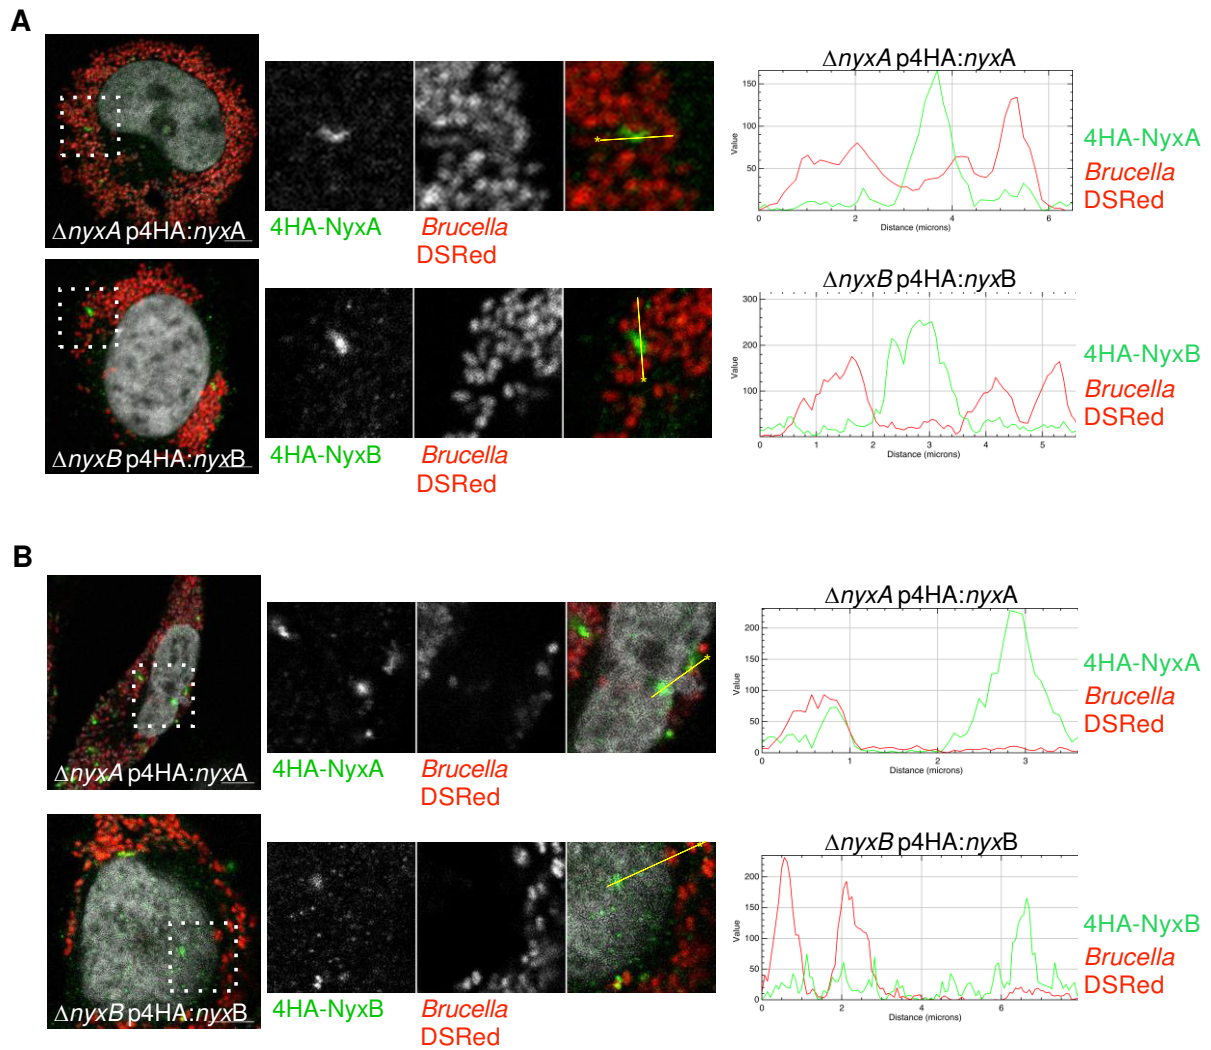 A
ΔnyxA p4HA:nyxA
4HA-NyxA
Brucella
DSRed
ΔnyxA p4HA:nyxA
150
100
50
Value
0
2
4
6
Distance (microns)
4HA-NyxA
Brucella
DSRed
ΔnyxB p4HA:nyxB
4HA-NyxB
Brucella
DSRed
ΔnyxB p4HA:nyxB
300
200
100
Value
0
1
2
3
4
5
Distance (microns)
4HA-NyxB
Brucella
DSRed
B
ΔnyxA p4HA:nyxA
4HA-NyxA
Brucella
DSRed
ΔnyxA p4HA:nyxA
200
150
100
50
0
Value
0
1
2
3
Distance (microns)
4HA-NyxA
Brucella
DSRed
ΔnyxB p4HA:nyxB
4HA-NyxB
Brucella
DSRed
ΔnyxB p4HA:nyxB
200
150
100
50
0
Value
0
2
4
6
Distance (microns)
4HA-NyxB
Brucella
DSRed